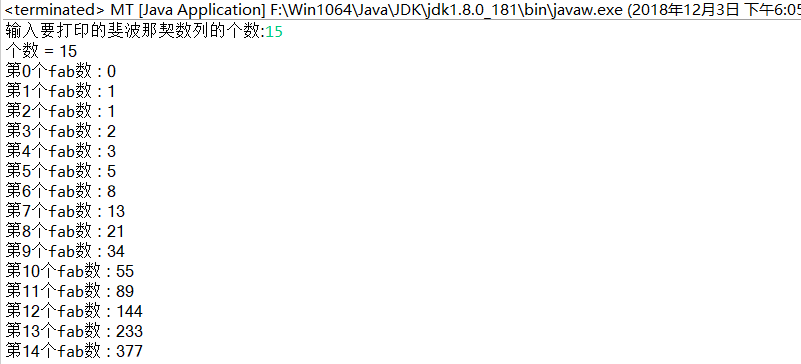 <terminated> MT [Java Application] F:\Win1064\Java\JDK\jdk1.8.0_181\bin\javaw.exe (2018年12月3日 下午6:05
输入要打印的斐波那契数列的个数:15
个数 = 15
第0个fab数 : 0
第1个fab数 : 1
第2个fab数 : 1
第3个fab数 : 2
第4个fab数 : 3
第5个fab数 : 5
第6个fab数 : 8
第7个fab数 : 13
第8个fab数 : 21
第9个fab数 : 34
第10个fab数 : 55
第11个fab数 : 89
第12个fab数 : 144
第13个fab数 : 233
第14个fab数 : 377